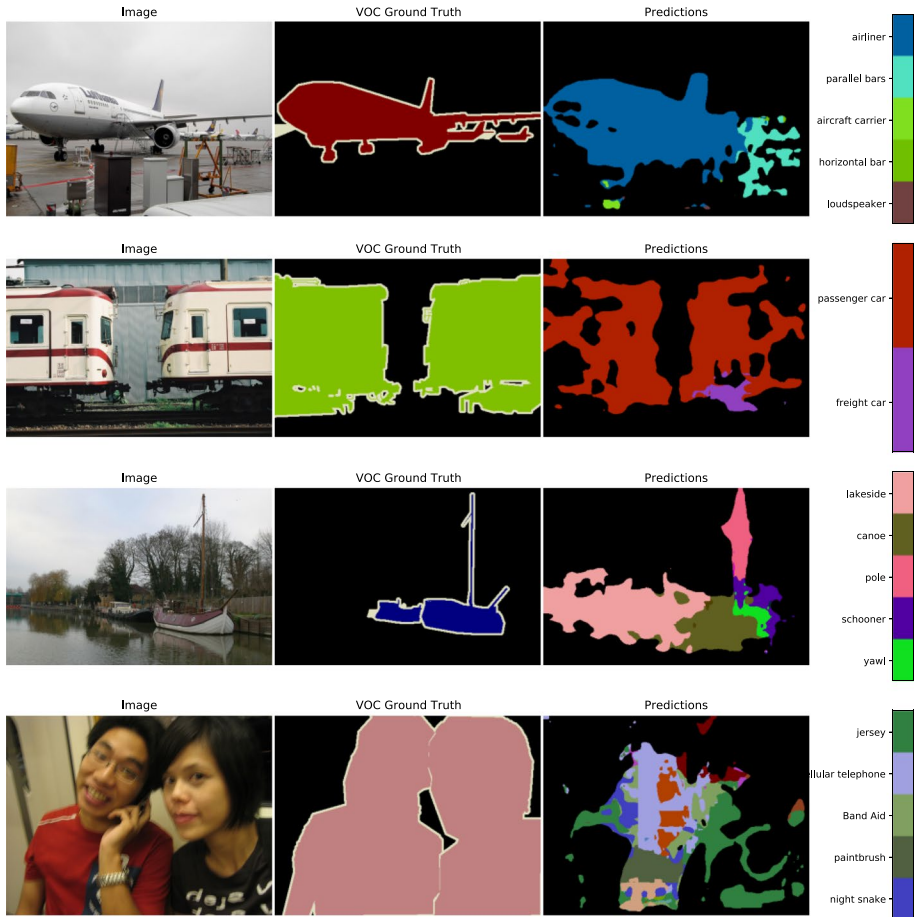 Image
VOC Ground Truth
Predictions
airliner
parallel bars
aircraft carrier
horizontal bar
loudspeaker
Lufthansa
Image
VOC Ground Truth
Predictions
passenger car
freight car
Image
VOC Ground Truth
Predictions
lakeside
canoe
pole
schooner
yawl
Image
VOC Ground Truth
Predictions
jersey
ellular telephone
Band Aid
paintbrush
night snake